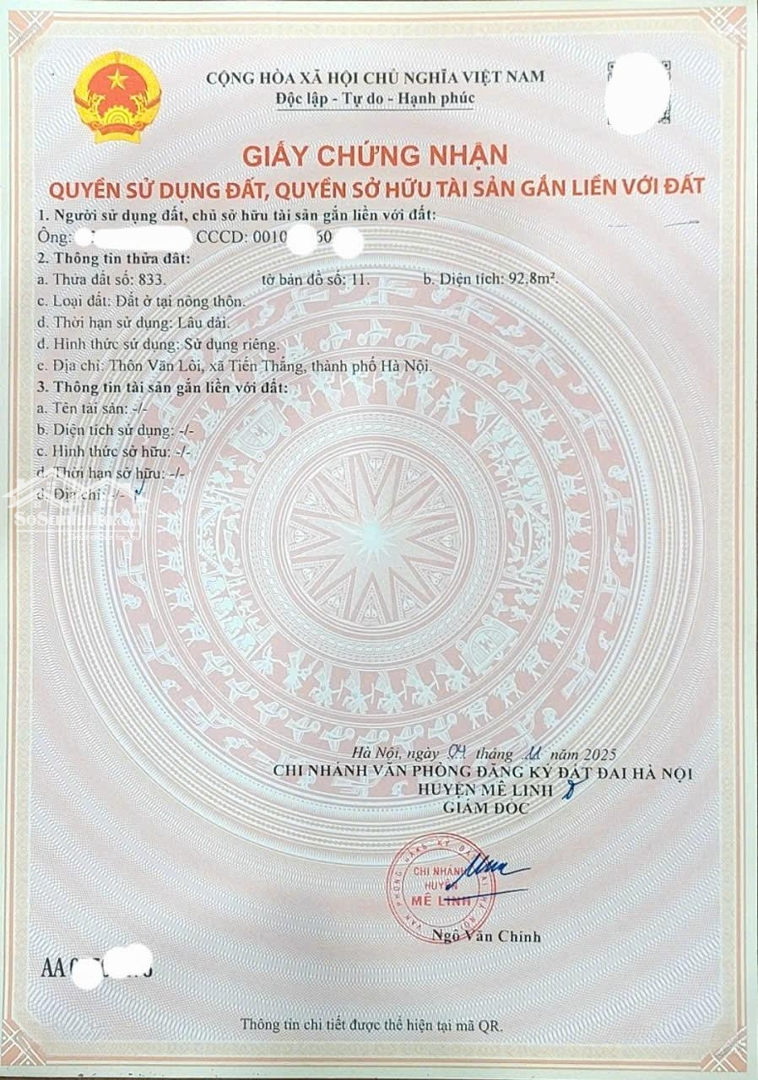 CỘNG HÒA XÃ HỘI CHỦ NGHĨA VIỆT NAM
Độc lập - Tự do - Hạnh phúc
GIẤY CHỨNG NHẬN
QUYỀN SỬ DỤNG ĐẤT, QUYỀN SỞ HỮU TÀI SẢN GẮN LIỀN VỚI ĐẤT
1. Người sử dụng đất, chủ sở hữu tài sản gắn liền với đất:
Ông: CCCD: 0010 60
2. Thông tin thửa đất:
a. Thửa đất số: 833. tờ bản đồ số: 11. b. Diện tích: 92,8m².
c. Loại đất: Đất ở tại nông thôn.
d. Thời hạn sử dụng: Lâu dài.
đ. Hình thức sử dụng: Sử dụng riêng.
e. Địa chỉ: Thôn Văn Lôi, xã Tiến Thắng, thành phố Hà Nội.
3. Thông tin tài sản gắn liền với đất:
a. Tên tài sản: -/-
b. Diện tích sử dụng: -/-
c. Hình thức sở hữu: -/-
d. Thời hạn sở hữu: -/-
đ. Địa chỉ: -/-
Hà Nội, ngày 04 tháng 11 năm 2025
CHI NHÁNH VĂN PHÒNG ĐĂNG KÝ ĐẤT ĐAI HÀ NỘI
HUYỆN MÊ LINH
GIÁM ĐỐC
CHI NHÁNH
HUYỆN
MÊ LINH
Ngô Văn Chính
AA
Thông tin chi tiết được thể hiện tại mã QR.